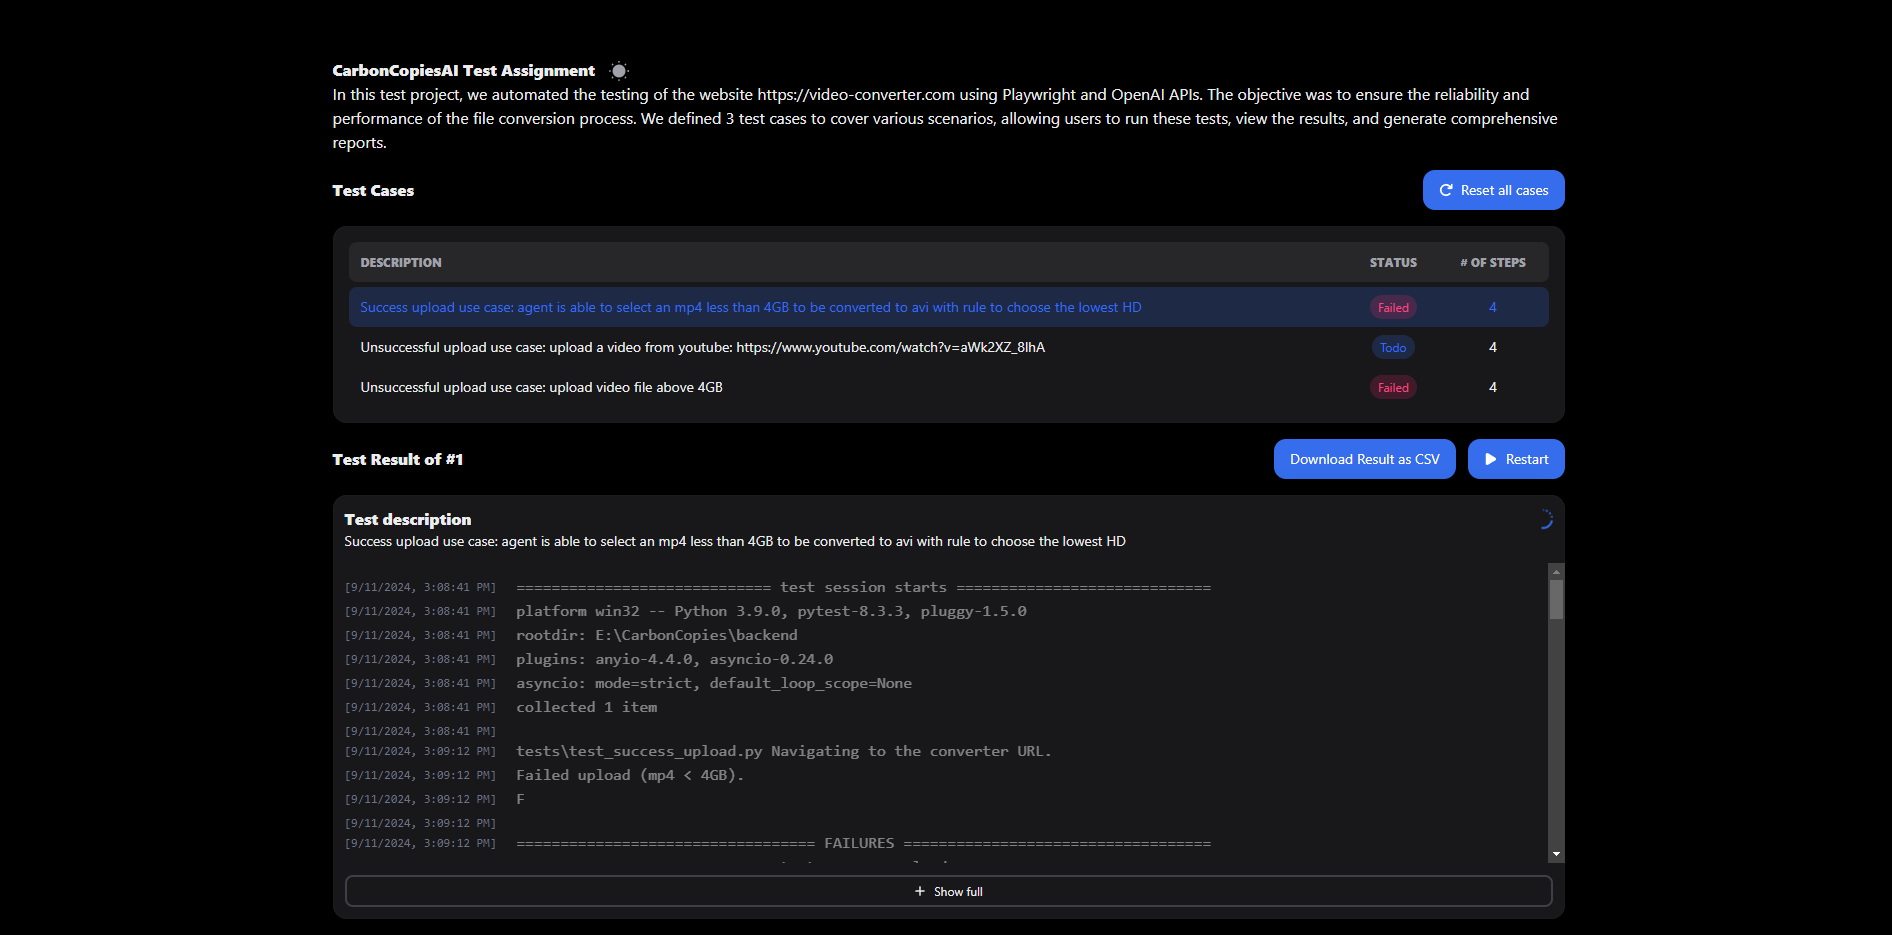 CarbonCopiesAI Test Assignment
In this test project, we automated the testing of the website https://video-converter.com using Playwright and OpenAI APIs. The objective was to ensure the reliability and
performance of the file conversion process. We defined 3 test cases to cover various scenarios, allowing users to run these tests, view the results, and generate comprehensive
reports.
Test Cases
Reset all cases
DESCRIPTION STATUS # OF STEPS
Success upload use case: agent is able to select an mp4 less than 4GB to be converted to avi with rule to choose the lowest HD Failed 4
Unsuccessful upload use case: upload a video from youtube: https://www.youtube.com/watch?v=aWk2XZ_8lhA Todo 4
Unsuccessful upload use case: upload video file above 4GB Failed 4
Test Result of #1
Download Result as CSV
Restart
Test description
Success upload use case: agent is able to select an mp4 less than 4GB to be converted to avi with rule to choose the lowest HD
[9/11/2024, 3:08:41 PM] ============================= test session starts =============================
[9/11/2024, 3:08:41 PM] platform win32 -- Python 3.9.0, pytest-8.3.3, pluggy-1.5.0
[9/11/2024, 3:08:41 PM] rootdir: E:\CarbonCopies\backend
[9/11/2024, 3:08:41 PM] plugins: anyio-4.4.0, asyncio-0.24.0
[9/11/2024, 3:08:41 PM] asyncio: mode=strict, default_loop_scope=None
[9/11/2024, 3:08:41 PM] collected 1 item
[9/11/2024, 3:08:41 PM]
[9/11/2024, 3:09:12 PM] tests\test_success_upload.py Navigating to the converter URL.
[9/11/2024, 3:09:12 PM] Failed upload (mp4 < 4GB).
[9/11/2024, 3:09:12 PM] F
[9/11/2024, 3:09:12 PM]
[9/11/2024, 3:09:12 PM] ================================== FAILURES ===================================
+ Show full